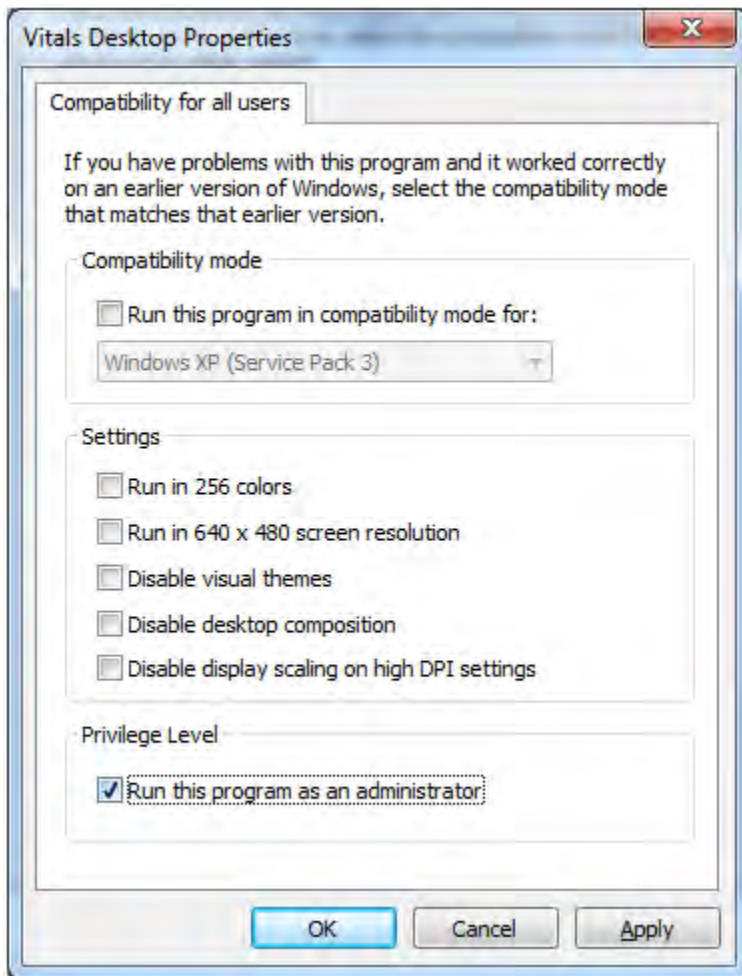 Vitals Desktop Properties
Compatibility for all users
If you have problems with this program and it worked correctly
on an earlier version of Windows, select the compatibility mode
that matches that earlier version.
Compatibility mode
Run this program in compatibility mode for:
Windows XP (Service Pack 3)
Settings
Run in 256 colors
Run in 640 x 480 screen resolution
Disable visual themes
Disable desktop composition
Disable display scaling on high DPI settings
Privilege Level
Run this program as an administrator
OK Cancel Apply